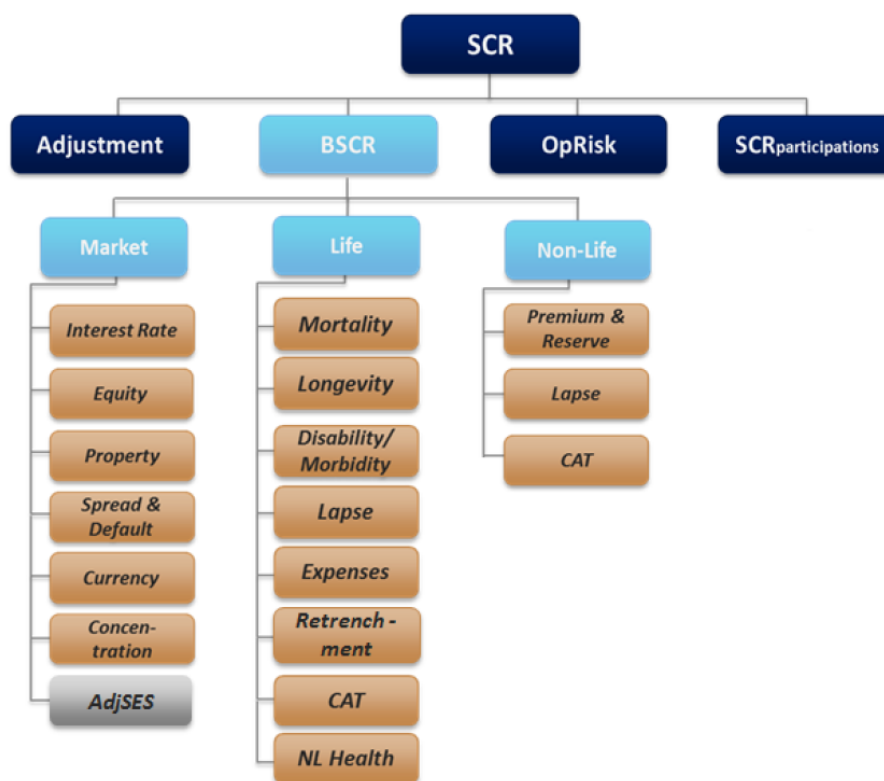 SCR
Adjustment
BSCR
OpRisk
SCRparticipations
Market
Life
Non-Life
Interest Rate
Equity
Property
Spread &
Default
Currency
Concen-
tration
AdjSES
Mortality
Longevity
Disability/
Morbidity
Lapse
Expenses
Retrench -
ment
CAT
NL Health
Premium &
Reserve
Lapse
CAT